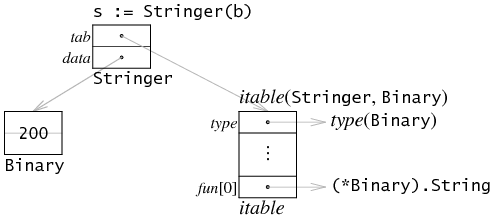 s := Stringer(b)
tab
data
Stringer
200
Binary
itable(Stringer, Binary)
type
type(Binary)
⋮
fun[0]
(*Binary).String
itable